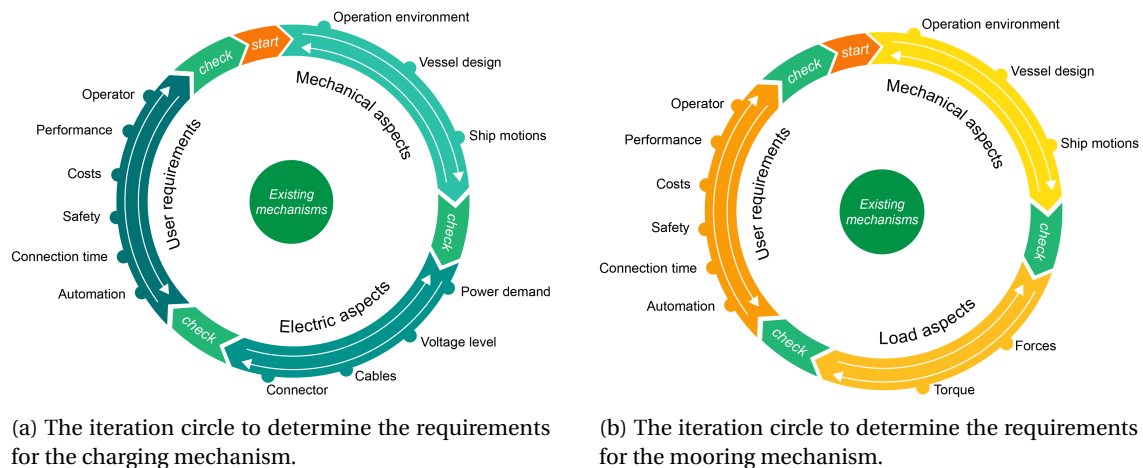 Operation environment
start
check
Vessel design
Mechanical aspects
Operator
Performance
Ship motions
Costs
User requirements
Existing
mechanisms
Safety
check
Connection time
Automation
Power demand
Electric aspects
check
Voltage level
Cables
Connector
(a) The iteration circle to determine the requirements
for the charging mechanism.
Operation environment
start
check
Vessel design
Mechanical aspects
Operator
Performance
Ship motions
Costs
User requirements
Existing
mechanisms
Safety
check
Connection time
Automation
Load aspects
check
Forces
Torque
(b) The iteration circle to determine the requirements
for the mooring mechanism.